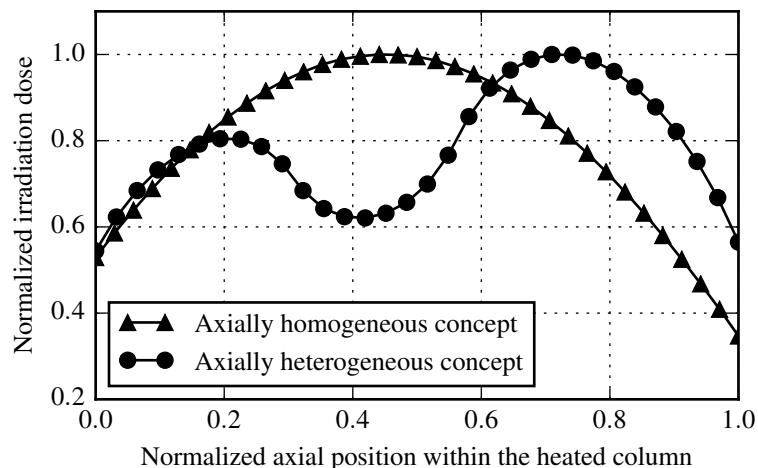 Normalized irradiation dose
1.0
0.8
0.6
0.4
0.2
Axially homogeneous concept
Axially heterogeneous concept
0.0 0.2 0.4 0.6 0.8 1.0
Normalized axial position within the heated column